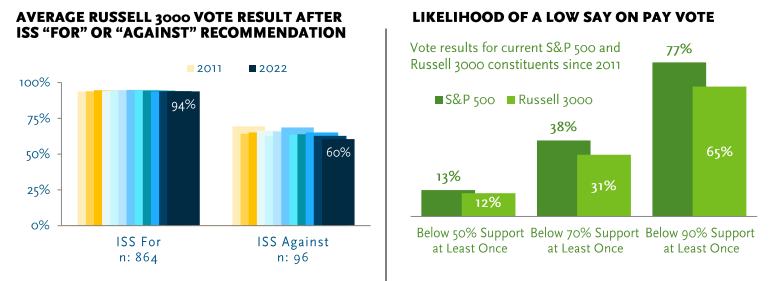 AVERAGE RUSSELL 3000 VOTE RESULT AFTER
ISS “FOR” OR “AGAINST” RECOMMENDATION
2011 2022
100%
75%
50%
25%
0%
94%
60%
ISS For
n: 864
ISS Against
n: 96
LIKELIHOOD OF A LOW SAY ON PAY VOTE
Vote results for current S&P 500 and
Russell 3000 constituents since 2011
S&P 500 Russell 3000
13%
12%
38%
31%
77%
65%
Below 50% Support
at Least Once
Below 70% Support
at Least Once
Below 90% Support
at Least Once